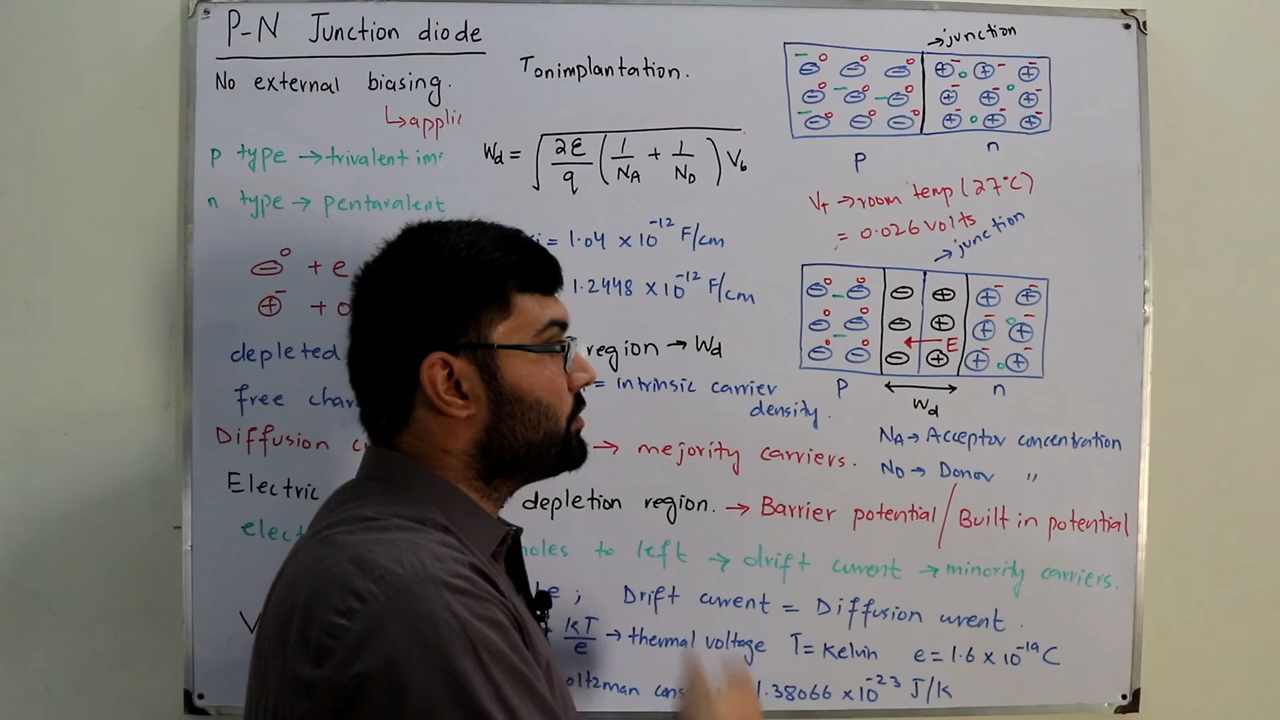 P-N Junction diode
No external biasing.
↳ applic
P type → trivalent im
n type → pentaralent
Ionimplantation.
Wd = √(2ε/q (1/NA + 1/ND) Vb)
= 1.04 × 10^-12 F/cm
1.2448 × 10^-12 F/cm
⊖° + e
⊕^- + o
depleted
region → Wd
free char
= intrinsic carrier
density.
Diffusion c
→ mejority carriers.
Electric
depletion region. → Barrier potential / Built in potential
elect
holes to left → drift current → minority carriers.
; Drift current = Diffusion current.
V
kT/e → thermal voltage T = Kelvin e = 1.6 × 10^-19 C
oltzman cons
1.38066 × 10^-23 J/k
→ junction
P
n
VT → room temp (27°C)
= 0.026 volts
→ junction
E
P
n
Wd
NA → Acceptor concentration
ND → Donor "